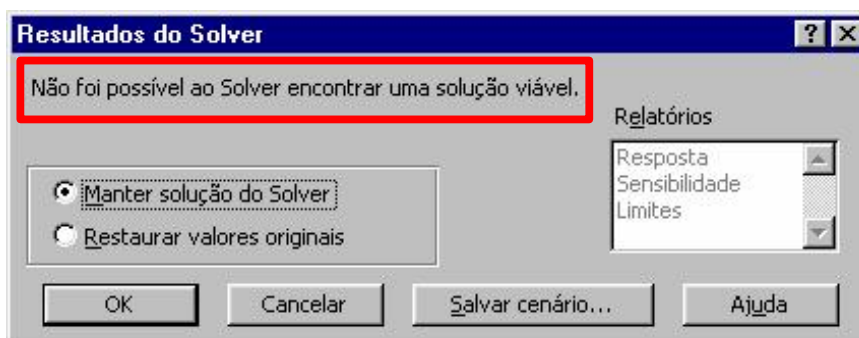 Resultados do Solver
Não foi possível ao Solver encontrar uma solução viável.
Relatórios
Resposta
Sensibilidade
Limites
Manter solução do Solver
Restaurar valores originais
OK
Cancelar
Salvar cenário...
Ajuda